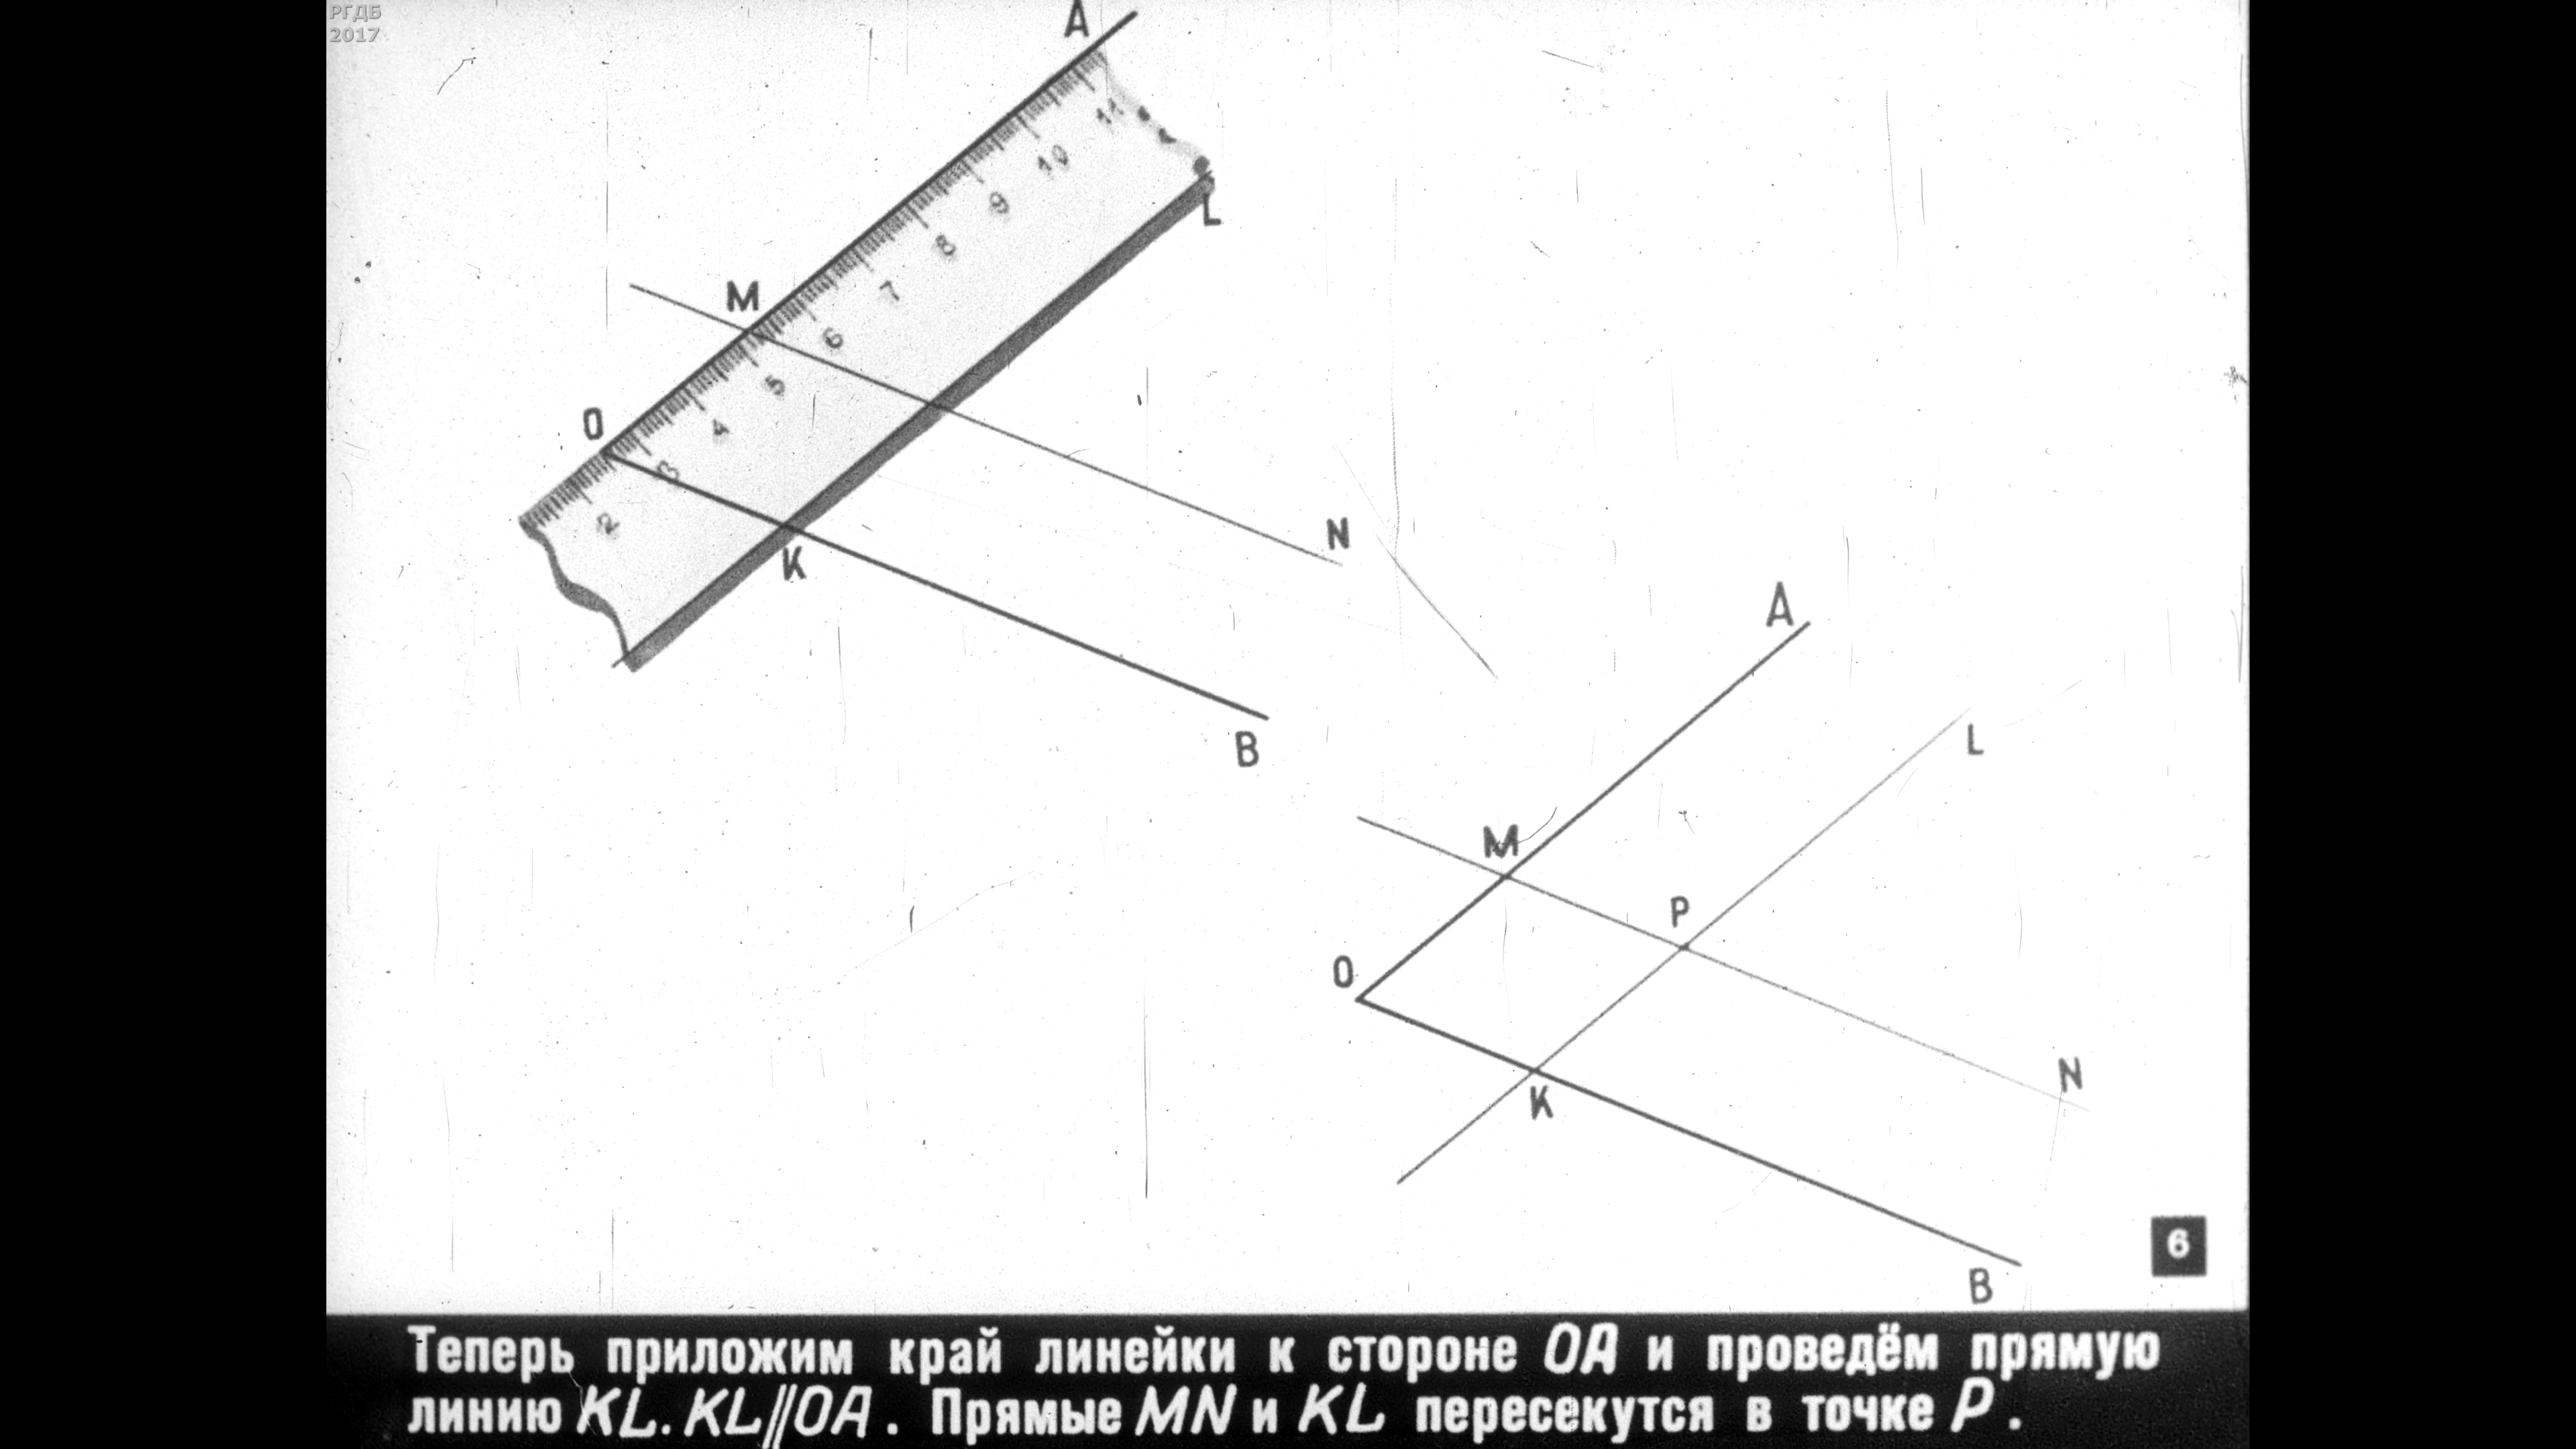 РГДБ
2017
A
11
10
L
9
8
M
7
6
5
O
4
3
N
2
K
A
B
L
M
P
O
N
K
6
B
Теперь приложим край линейки к стороне OA и проведём прямую
линию KL. KL||OA. Прямые MN и KL пересекутся в точке P.